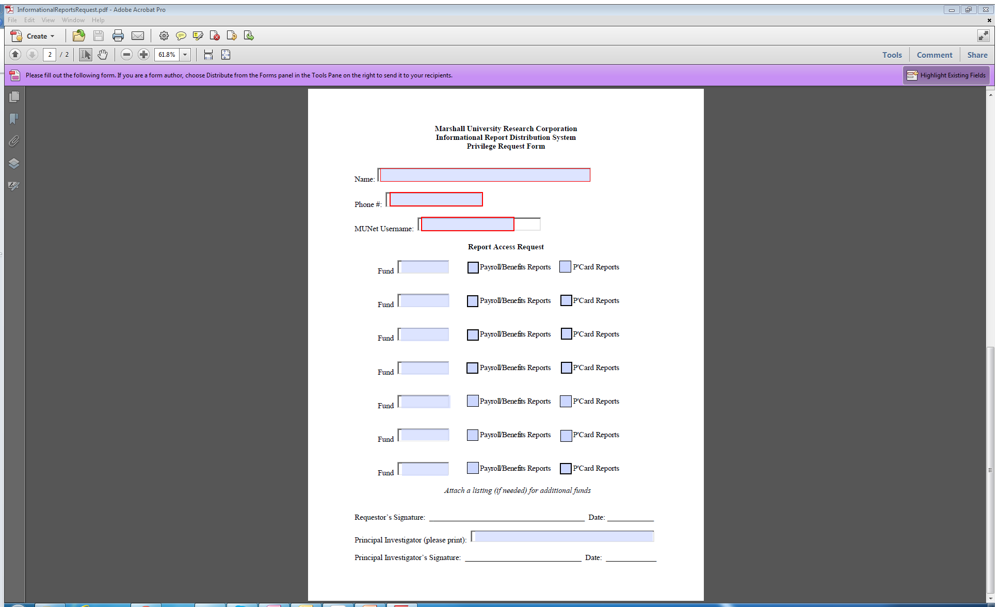 InformationalReportsRequest.pdf - Adobe Acrobat Pro
File Edit View Window Help
Create
2 / 2 61.8% Tools Comment Share
Please fill out the following form. If you are a form author, choose Distribute from the Forms panel in the Tools Pane on the right to send it to your recipients. Highlight Existing Fields
Marshall University Research Corporation
Informational Report Distribution System
Privilege Request Form
Name:
Phone #:
MUNet Username:
Report Access Request
Fund Payroll/Benefits Reports P'Card Reports
Fund Payroll/Benefits Reports P'Card Reports
Fund Payroll/Benefits Reports P'Card Reports
Fund Payroll/Benefits Reports P'Card Reports
Fund Payroll/Benefits Reports P'Card Reports
Fund Payroll/Benefits Reports P'Card Reports
Fund Payroll/Benefits Reports P'Card Reports
Attach a listing (if needed) for additional funds
Requestor’s Signature: Date:
Principal Investigator (please print):
Principal Investigator’s Signature: Date: